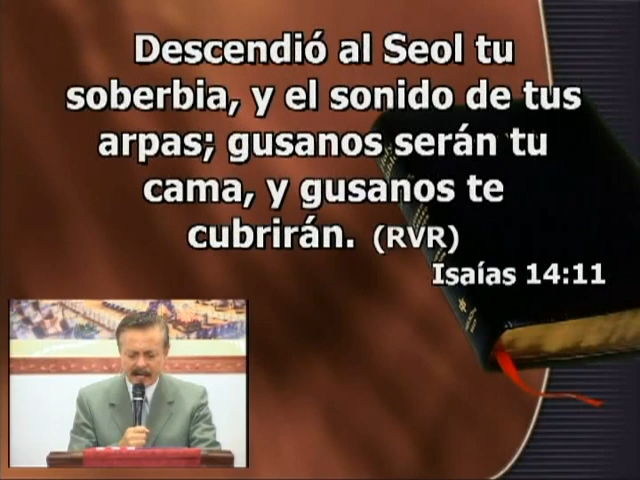 Descendió al Seol tu
soberbia, y el sonido de tus
arpas; gusanos serán tu
cama, y gusanos te
cubrirán. (RVR)
Isaías 14:11